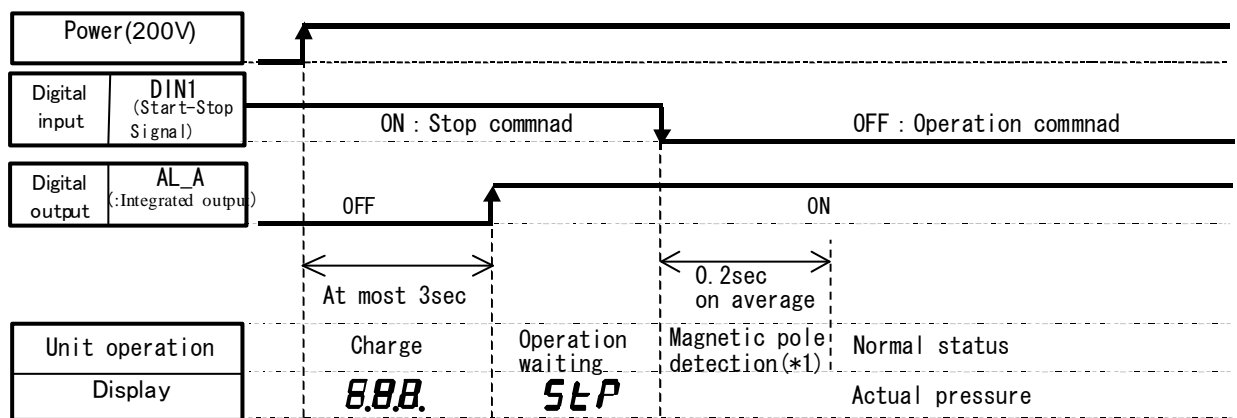 Power(200V)
Digital input
DIN1
(Start-Stop Signal)
ON : Stop commnad
OFF : Operation commnad
Digital output
AL_A
(:Integrated output)
OFF
ON
At most 3sec
0.2sec
on average
Unit operation
Charge
Operation
waiting
Magnetic pole
detection(*1)
Normal status
Display
8.8.8.
StP
Actual pressure